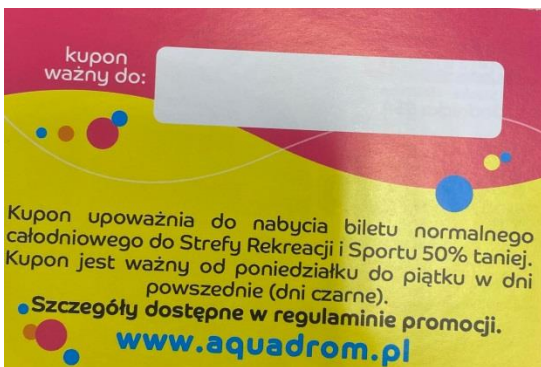 kupon
ważny do:
Kupon upoważnia do nabycia biletu normalnego
całodniowego do Strefy Rekreacji i Sportu 50% taniej.
Kupon jest ważny od poniedziałku do piątku w dni
powszednie (dni czarne).
Szczegóły dostępne w regulaminie promocji.
www.aquadrom.pl